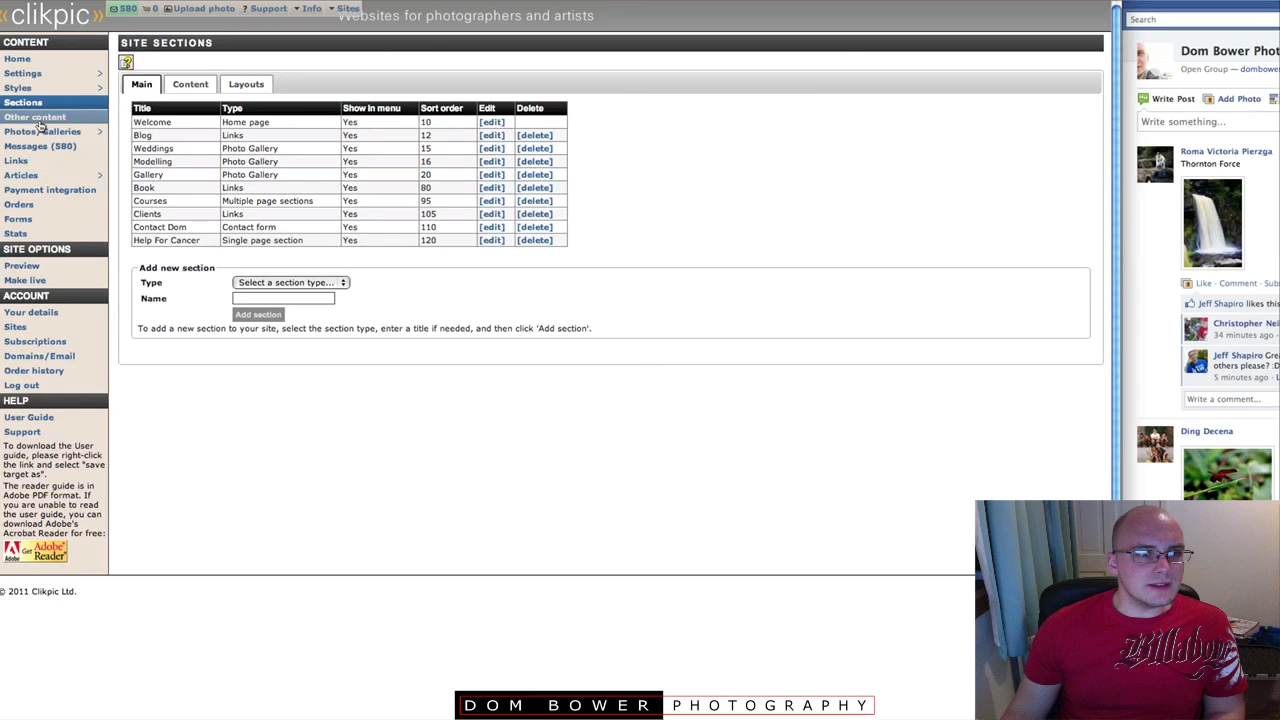 «clikpic»
580 0 Upload photo ? Support Info Sites
Websites for photographers and artists
CONTENT
Home
Settings >
Styles >
Sections
Other content
Photos/Galleries >
Messages (580)
Links
Articles >
Payment integration
Orders
Forms
Stats
SITE OPTIONS
Preview
Make live
ACCOUNT
Your details
Sites
Subscriptions
Domains/Email
Order history
Log out
HELP
User Guide
Support
To download the User
guide, please right-click
the link and select "save
target as".
The reader guide is in
Adobe PDF format. If
you are unable to read
the user guide, you can
download Adobe's
Acrobat Reader for free:
Adobe Get Adobe Reader
© 2011 Clikpic Ltd.
SITE SECTIONS
Main Content Layouts
Title Type Show in menu Sort order Edit Delete
Welcome Home page Yes 10 [edit]
Blog Links Yes 12 [edit] [delete]
Weddings Photo Gallery Yes 15 [edit] [delete]
Modelling Photo Gallery Yes 16 [edit] [delete]
Gallery Photo Gallery Yes 20 [edit] [delete]
Book Links Yes 80 [edit] [delete]
Courses Multiple page sections Yes 95 [edit] [delete]
Clients Links Yes 105 [edit] [delete]
Contact Dom Contact form Yes 110 [edit] [delete]
Help For Cancer Single page section Yes 120 [edit] [delete]
Add new section
Type Select a section type...
Name
Add section
To add a new section to your site, select the section type, enter a title if needed, and then click 'Add section'.
Search
Dom Bower Pho
Open Group — dombower
Write Post Add Photo
Write something...
Roma Victoria Pierzga
Thornton Force
Like · Comment · Sub
Jeff Shapiro likes this
Christopher Nei
34 minutes ago ·
Jeff Shapiro Gre
others please? :D
5 minutes ago ·
Write a comment...
Ding Decena
Billabong
DOM BOWER PHOTOGRAPHY